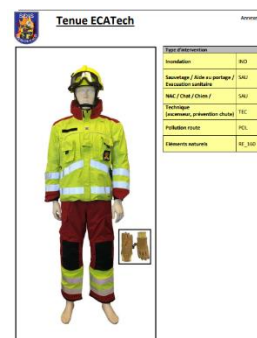 Tenue ECATech
Annexe
Type d'intervention
Inondation INO
Sauvetage / Aide au portage / SAU
Evacuation sanitaire
NAC / Chat / Chien / SAU
Technique TEC
(ascenseur, prévention chute)
Pollution route POL
Eléments naturels